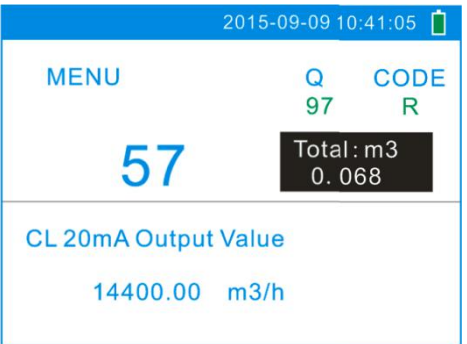 2015-09-09 10:41:05
MENU Q CODE
97 R
57
Total: m3
0.068
CL 20mA Output Value
14400.00 m3/h